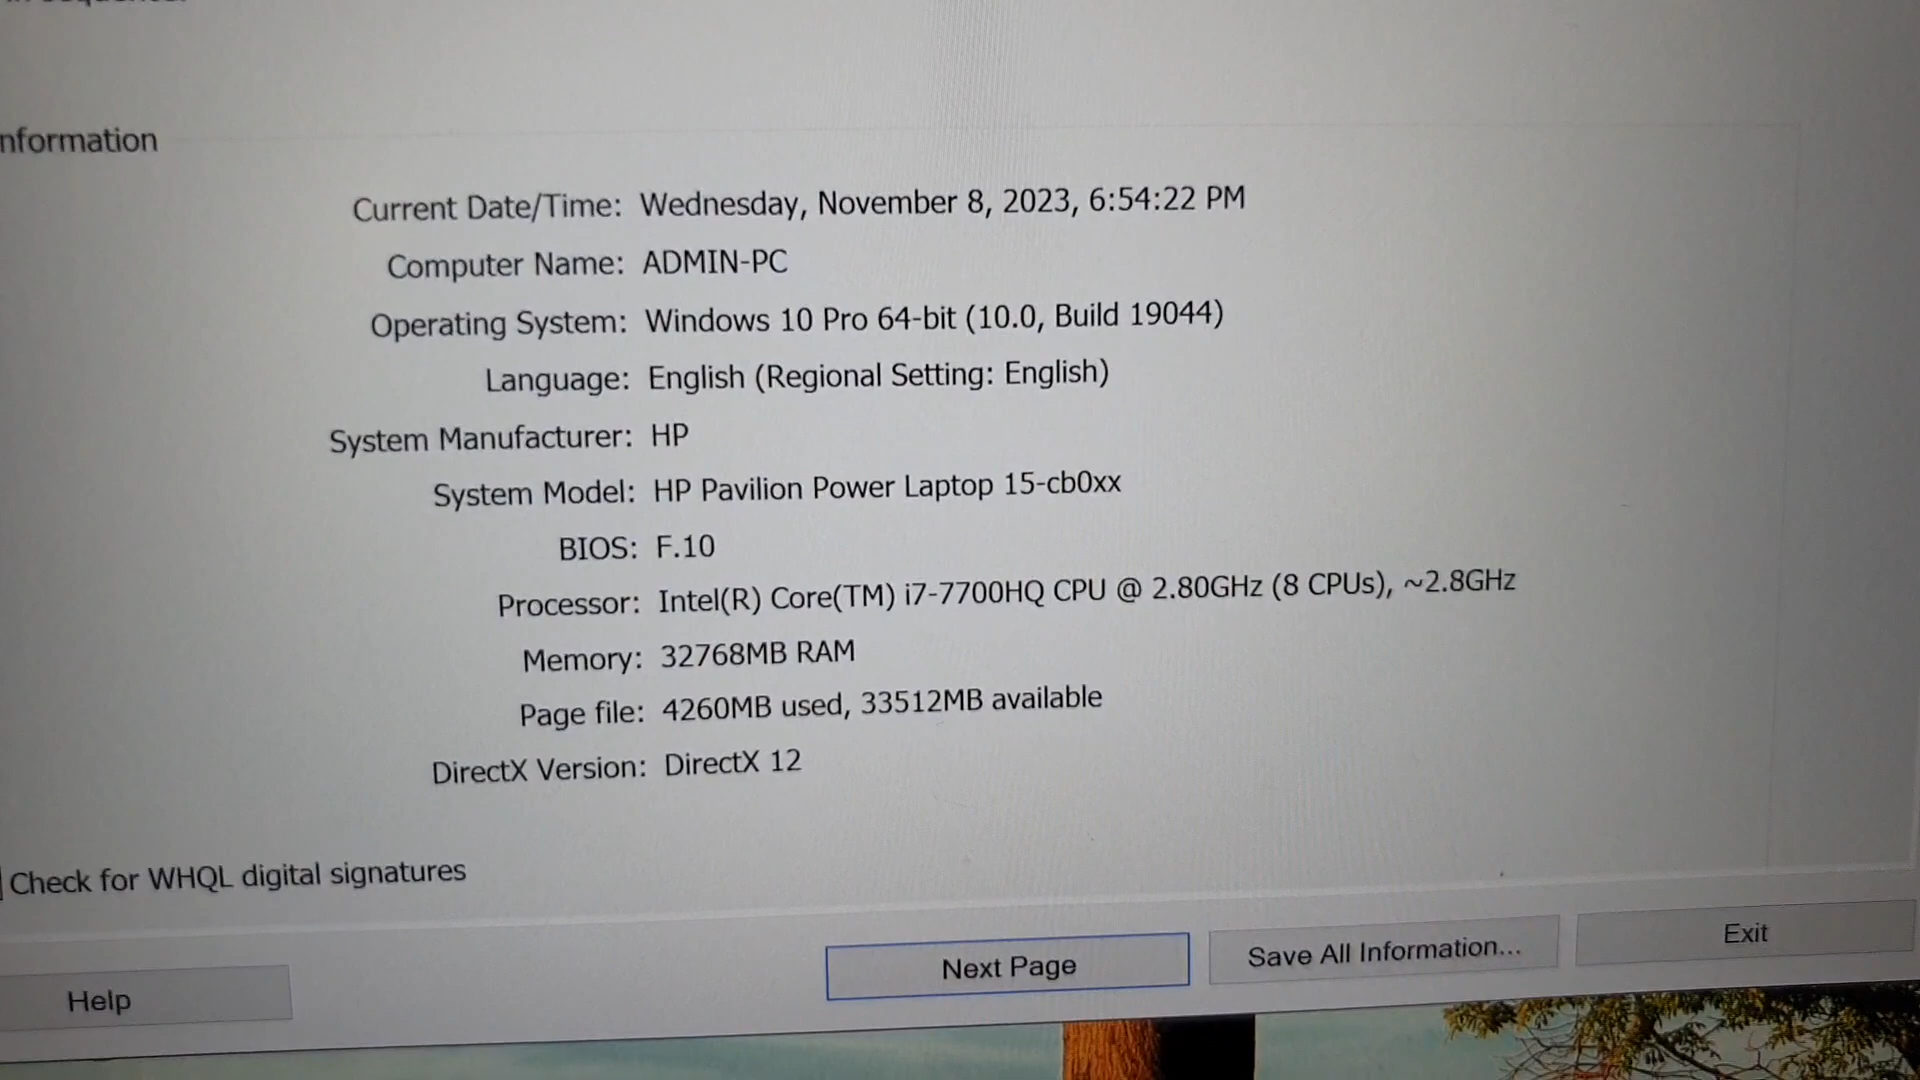 nformation
Current Date/Time: Wednesday, November 8, 2023, 6:54:22 PM
Computer Name: ADMIN-PC
Operating System: Windows 10 Pro 64-bit (10.0, Build 19044)
Language: English (Regional Setting: English)
System Manufacturer: HP
System Model: HP Pavilion Power Laptop 15-cb0xx
BIOS: F.10
Processor: Intel(R) Core(TM) i7-7700HQ CPU @ 2.80GHz (8 CPUs), ~2.8GHz
Memory: 32768MB RAM
Page file: 4260MB used, 33512MB available
DirectX Version: DirectX 12
Check for WHQL digital signatures
Help
Next Page
Save All Information...
Exit